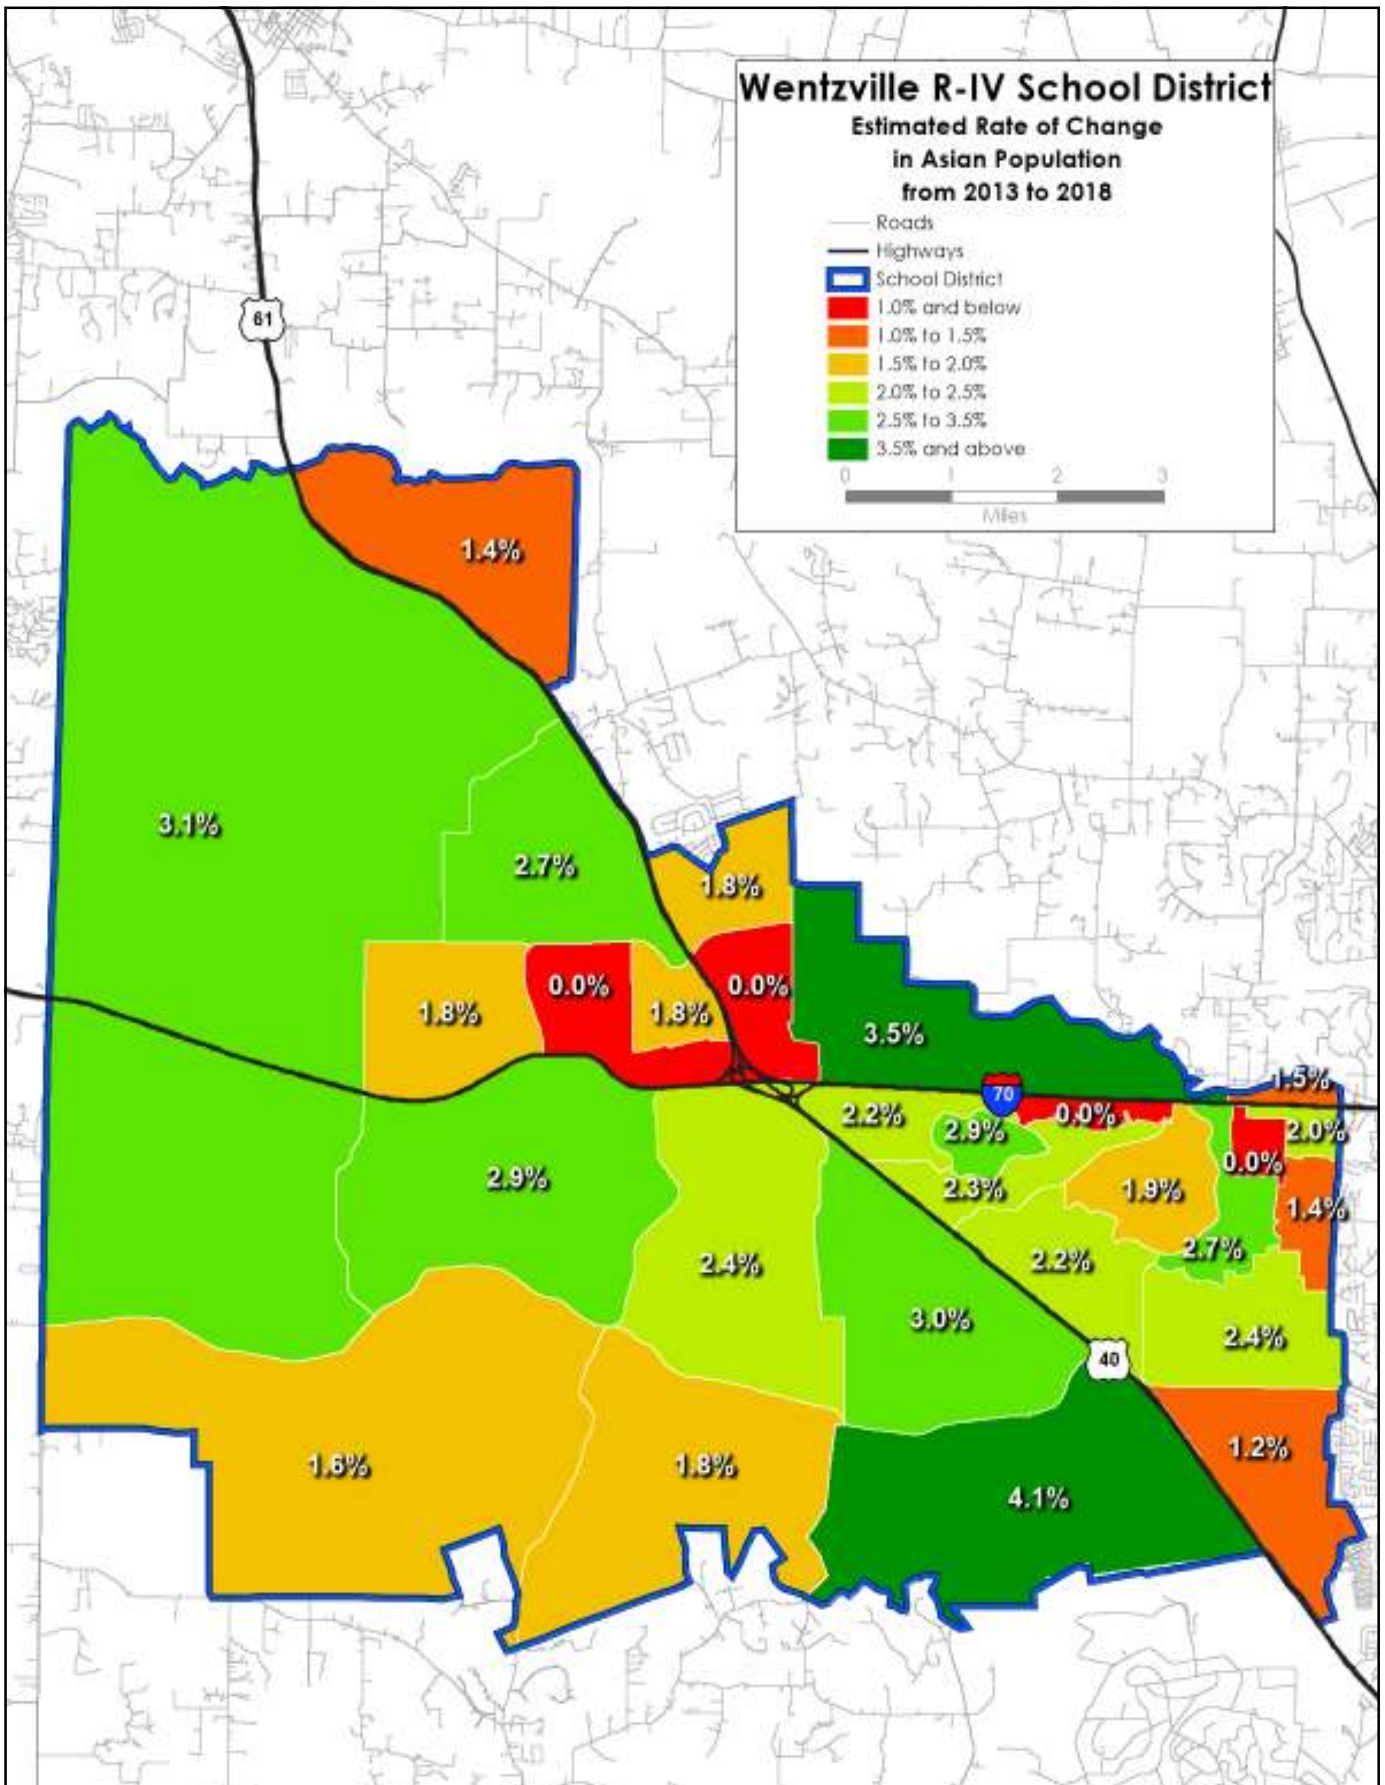 Wentzville R-IV School District
Estimated Rate of Change
in Asian Population
from 2013 to 2018
Roads
Highways
School District
1.0% and below
1.0% to 1.5%
1.5% to 2.0%
2.0% to 2.5%
2.5% to 3.5%
3.5% and above
0 1 2 3
Miles
61
1.4%
3.1%
2.7%
1.8%
0.0%
0.0%
1.8%
1.8%
3.5%
1.5%
70
2.2%
2.9%
0.0%
2.0%
0.0%
2.3%
1.9%
1.4%
2.9%
2.4%
2.2%
2.7%
3.0%
2.4%
40
1.6%
1.8%
1.2%
4.1%